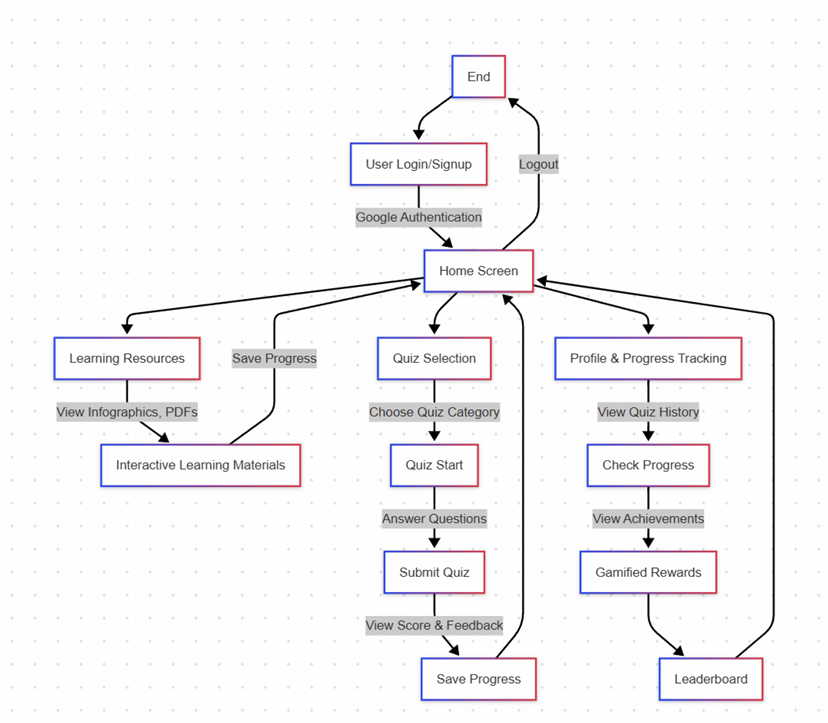 End
User Login/Signup
Logout
Google Authentication
Home Screen
Learning Resources
Save Progress
Quiz Selection
Profile & Progress Tracking
View Infographics, PDFs
Choose Quiz Category
View Quiz History
Interactive Learning Materials
Quiz Start
Check Progress
Answer Questions
View Achievements
Submit Quiz
Gamified Rewards
View Score & Feedback
Save Progress
Leaderboard